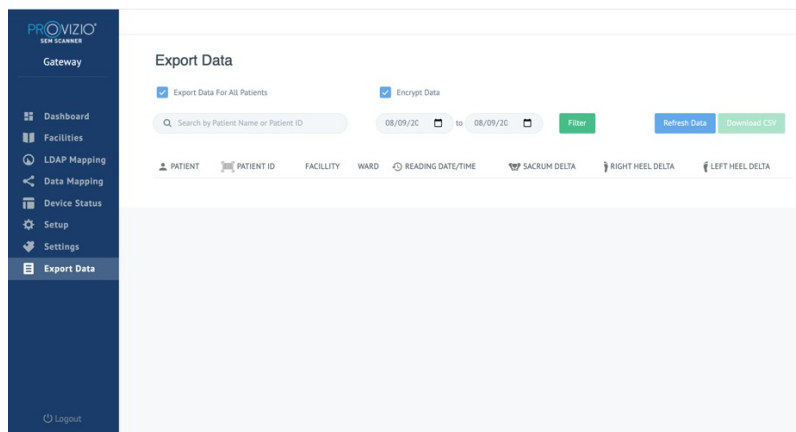 PROVIZIO®
SEM SCANNER
Gateway
Dashboard
Facilities
LDAP Mapping
Data Mapping
Device Status
Setup
Settings
Export Data
Logout
Export Data
Export Data For All Patients
Encrypt Data
Search by Patient Name or Patient ID
08/09/20 to 08/09/20
Filter
Refresh Data
Download CSV
PATIENT PATIENT ID FACILLITY WARD READING DATE/TIME SACRUM DELTA RIGHT HEEL DELTA LEFT HEEL DELTA